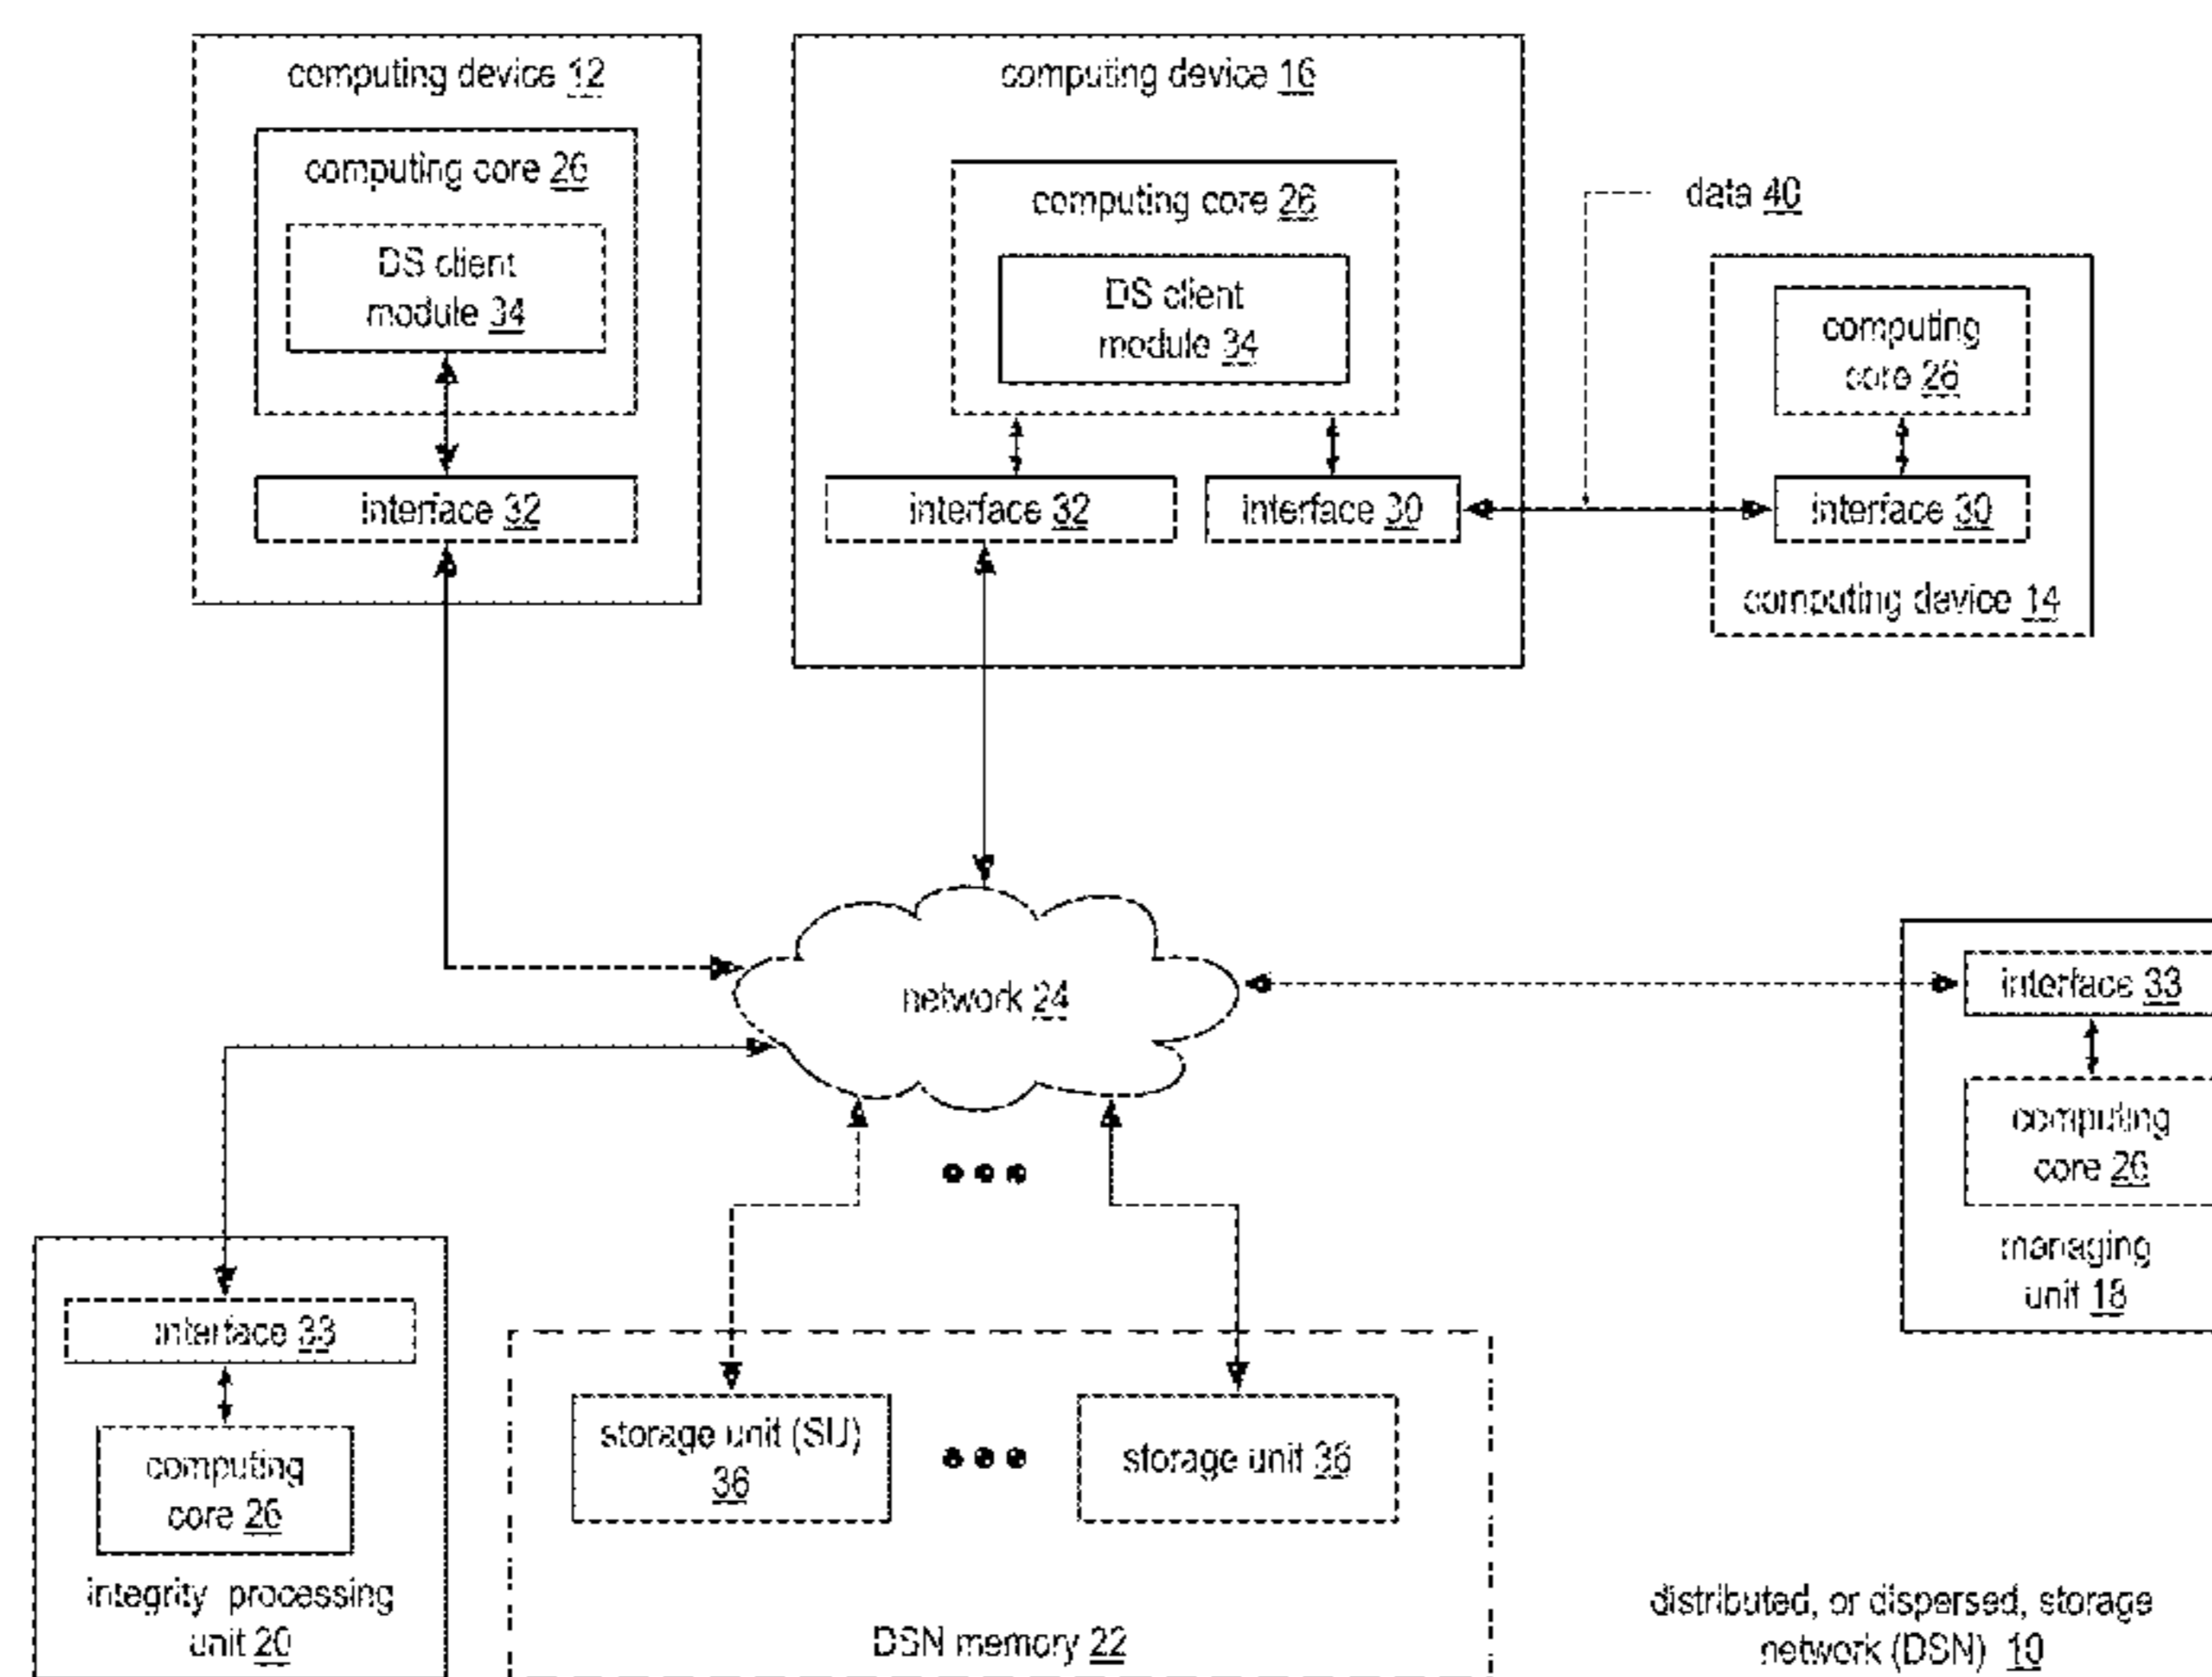 computing device 12
computing core 26
DS client
module 34
interface 32
computing device 16
computing core 26
DS client
module 34
interface 32
interface 30
data 40
computing
core 26
interface 30
computing device 14
network 24
interface 33
computing
core 26
managing
unit 18
interface 33
computing
core 26
integrity processing
unit 20
storage unit (SU)
36
storage unit 36
DSN memory 22
distributed, or dispersed, storage
network (DSN) 10